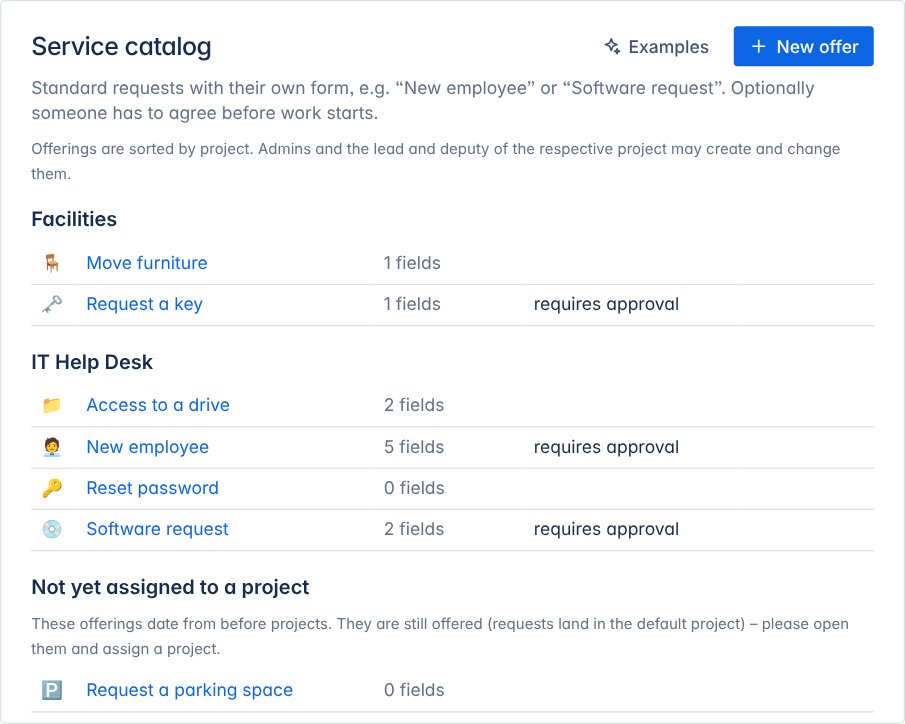 Service catalog
Examples
+ New offer
Standard requests with their own form, e.g. “New employee” or “Software request”. Optionally
someone has to agree before work starts.
Offerings are sorted by project. Admins and the lead and deputy of the respective project may create and change
them.
Facilities
Move furniture 1 fields
Request a key 1 fields requires approval
IT Help Desk
Access to a drive 2 fields
New employee 5 fields requires approval
Reset password 0 fields
Software request 2 fields requires approval
Not yet assigned to a project
These offerings date from before projects. They are still offered (requests land in the default project) – please open
them and assign a project.
P Request a parking space 0 fields